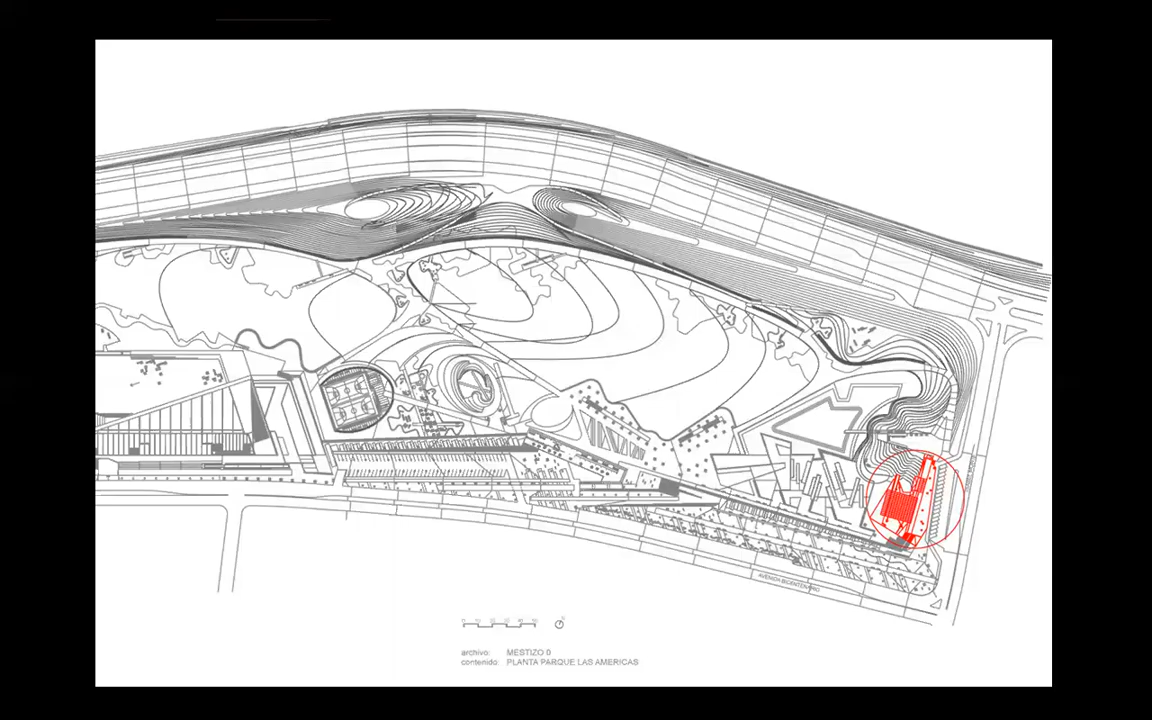 AVENIDA BICENTENARIO
archivo: MESTIZO 0
contenido: PLANTA PARQUE LAS AMERICAS